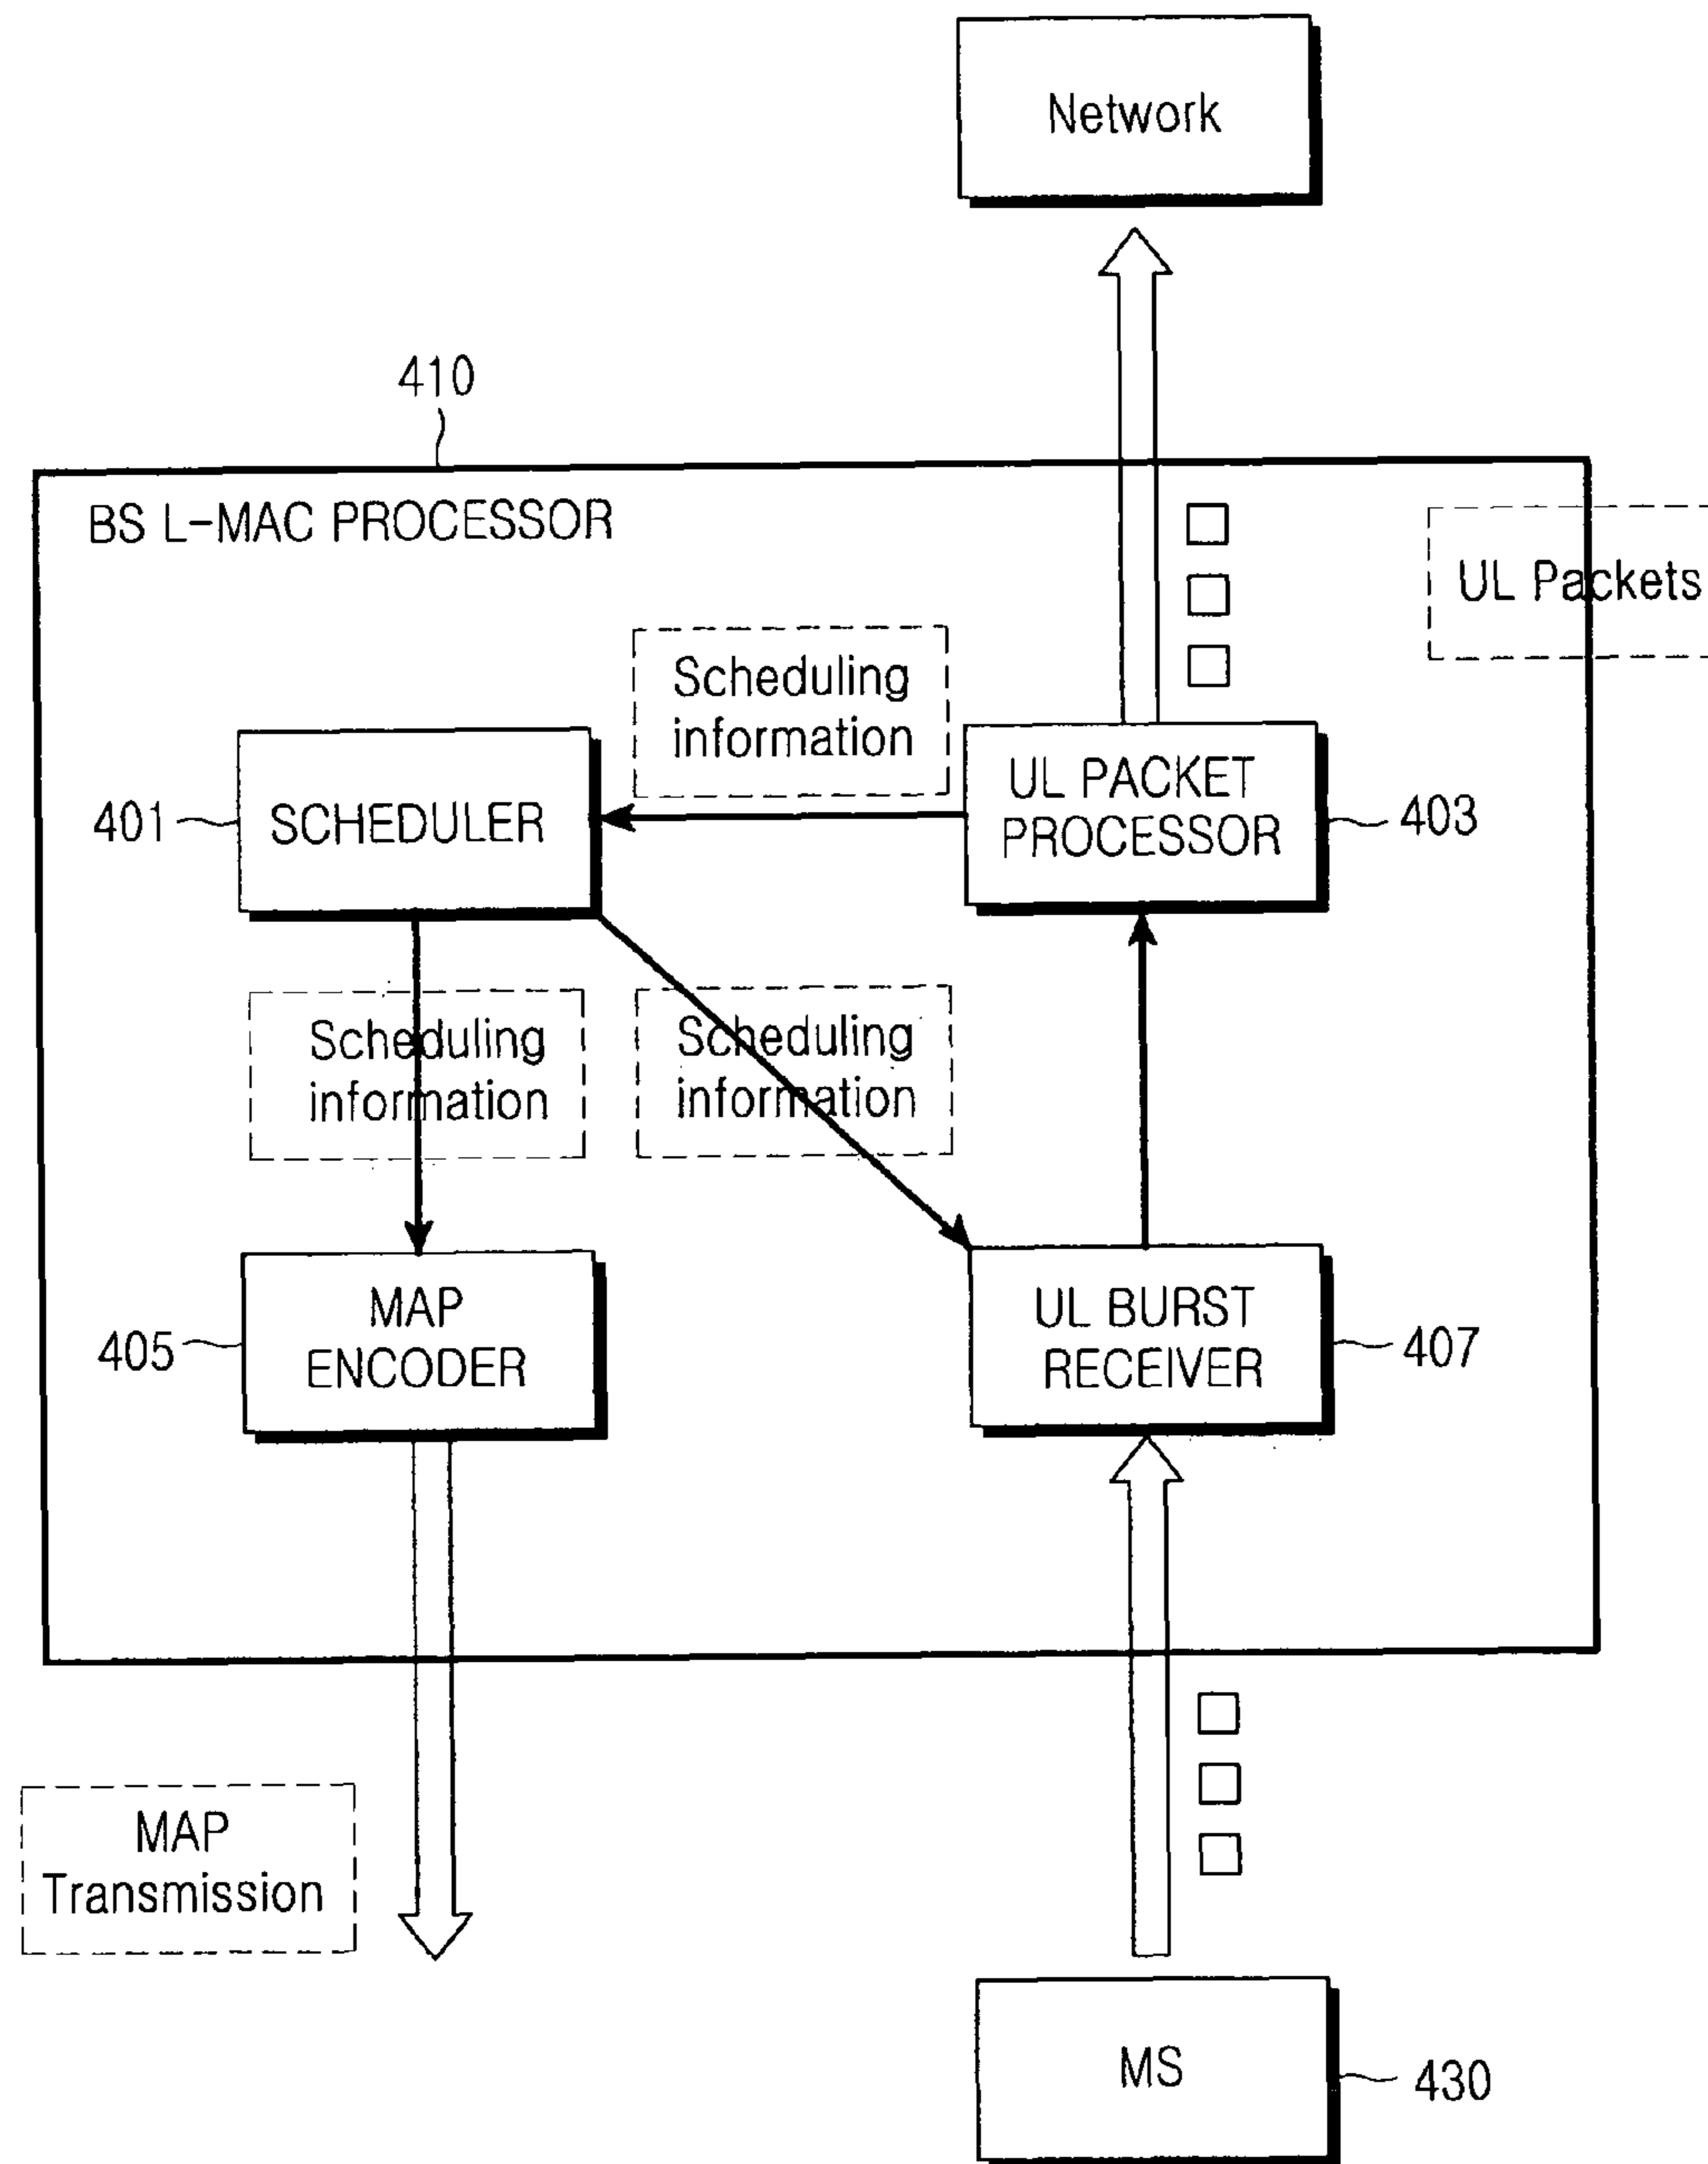 Network
410
BS L-MAC PROCESSOR
UL Packets
Scheduling
information
401
SCHEDULER
UL PACKET
PROCESSOR
403
Scheduling
information
Scheduling
information
405
MAP
ENCODER
UL BURST
RECEIVER
407
MAP
Transmission
MS
430